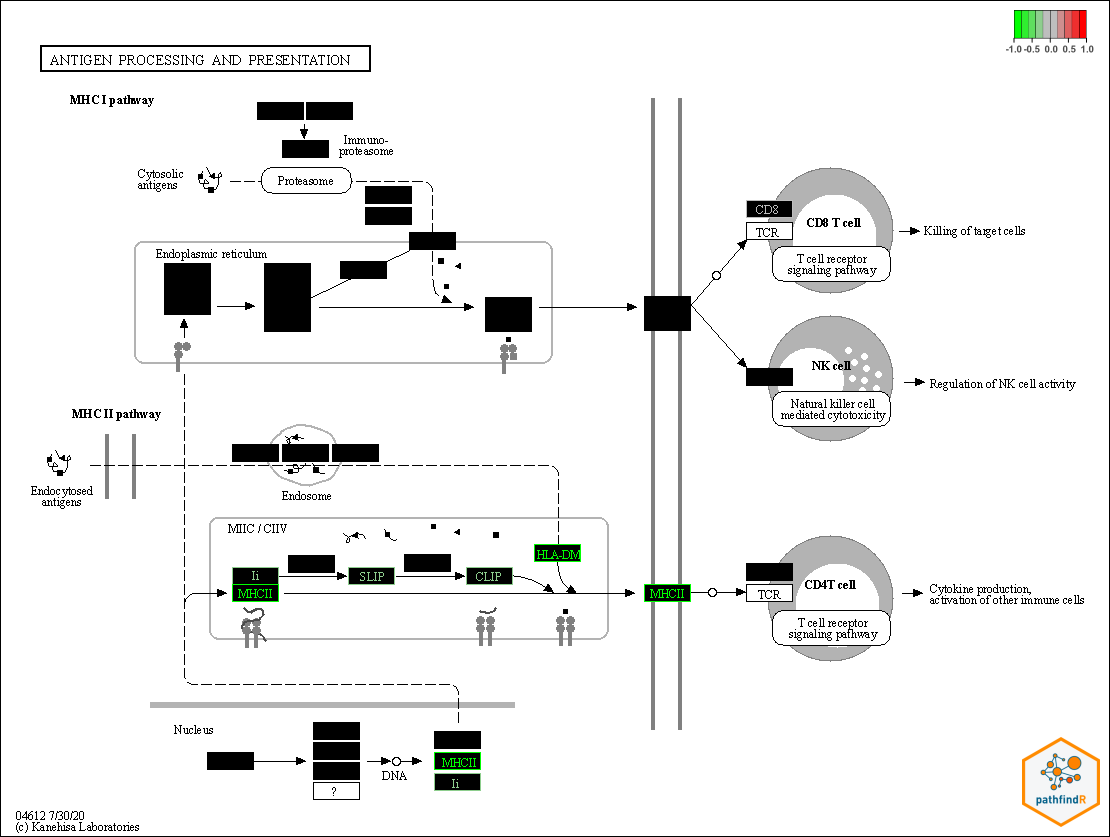 -1.0 -0.5 0.0 0.5 1.0
ANTIGEN PROCESSING AND PRESENTATION
MHC I pathway
Immuno-
proteasome
Cytosolic
antigens
Proteasome
Endoplasmic reticulum
CD8
TCR
CD8 T cell
T cell receptor
signaling pathway
Killing of target cells
NK cell
Natural killer cell
mediated cytotoxicity
Regulation of NK cell activity
MHC II pathway
Endocytosed
antigens
Endosome
MIIC / CIIV
HLA-DM
Ii
MHCII
SLIP
CLIP
MHCII
CD4T cell
TCR
T cell receptor
signaling pathway
Cytokine production,
activation of other immune cells
Nucleus
?
DNA
MHCII
Ii
04612 7/30/20
(c) Kanehisa Laboratories
pathfindR